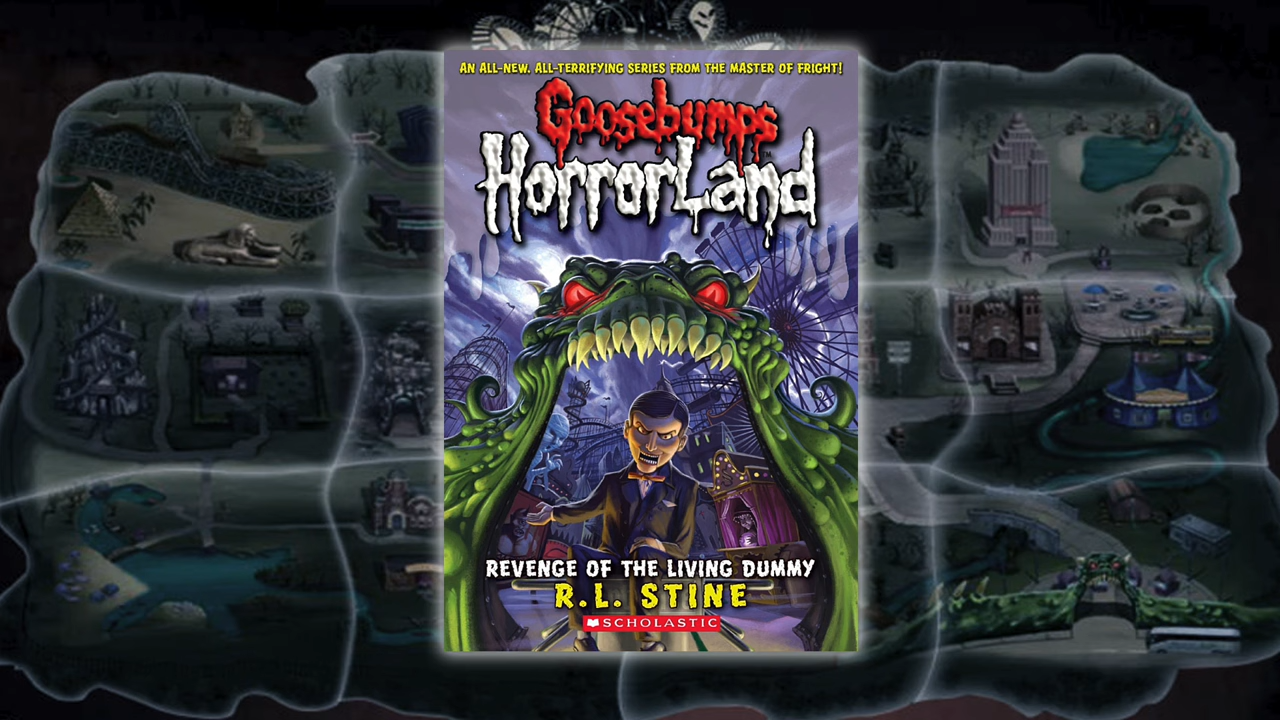 AN ALL-NEW, ALL-TERRIFYING SERIES FROM THE MASTER OF FRIGHT!
Goosebumps
HorrorLand™
REVENGE OF THE LIVING DUMMY
R.L. STINE
SCHOLASTIC